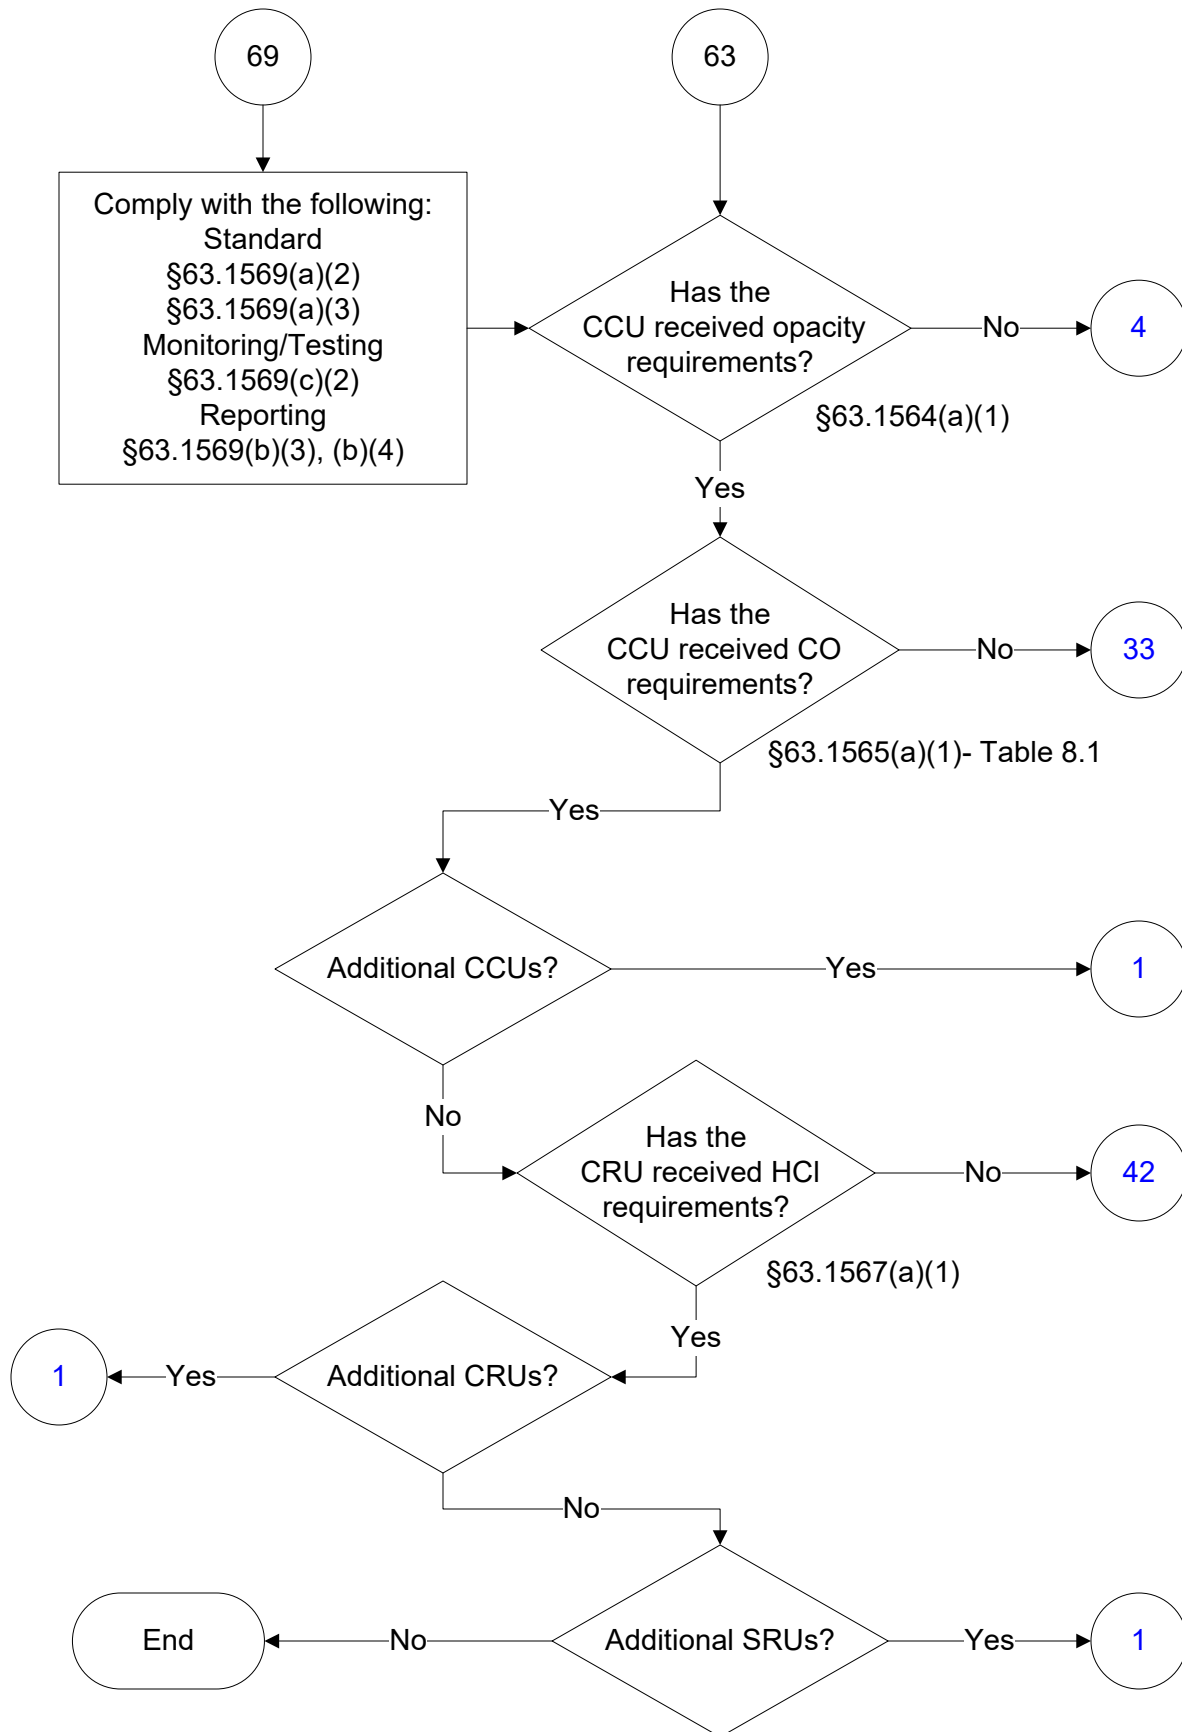 69
63
Comply with the following:
Standard
§63.1569(a)(2)
§63.1569(a)(3)
Monitoring/Testing
§63.1569(c)(2)
Reporting
§63.1569(b)(3), (b)(4)
Has the
CCU received opacity
requirements?
No
4
§63.1564(a)(1)
Yes
Has the
CCU received CO
requirements?
No
33
§63.1565(a)(1)- Table 8.1
Yes
Additional CCUs?
Yes
1
No
Has the
CRU received HCl
requirements?
No
42
§63.1567(a)(1)
Yes
1
Yes
Additional CRUs?
No
End
No
Additional SRUs?
Yes
1